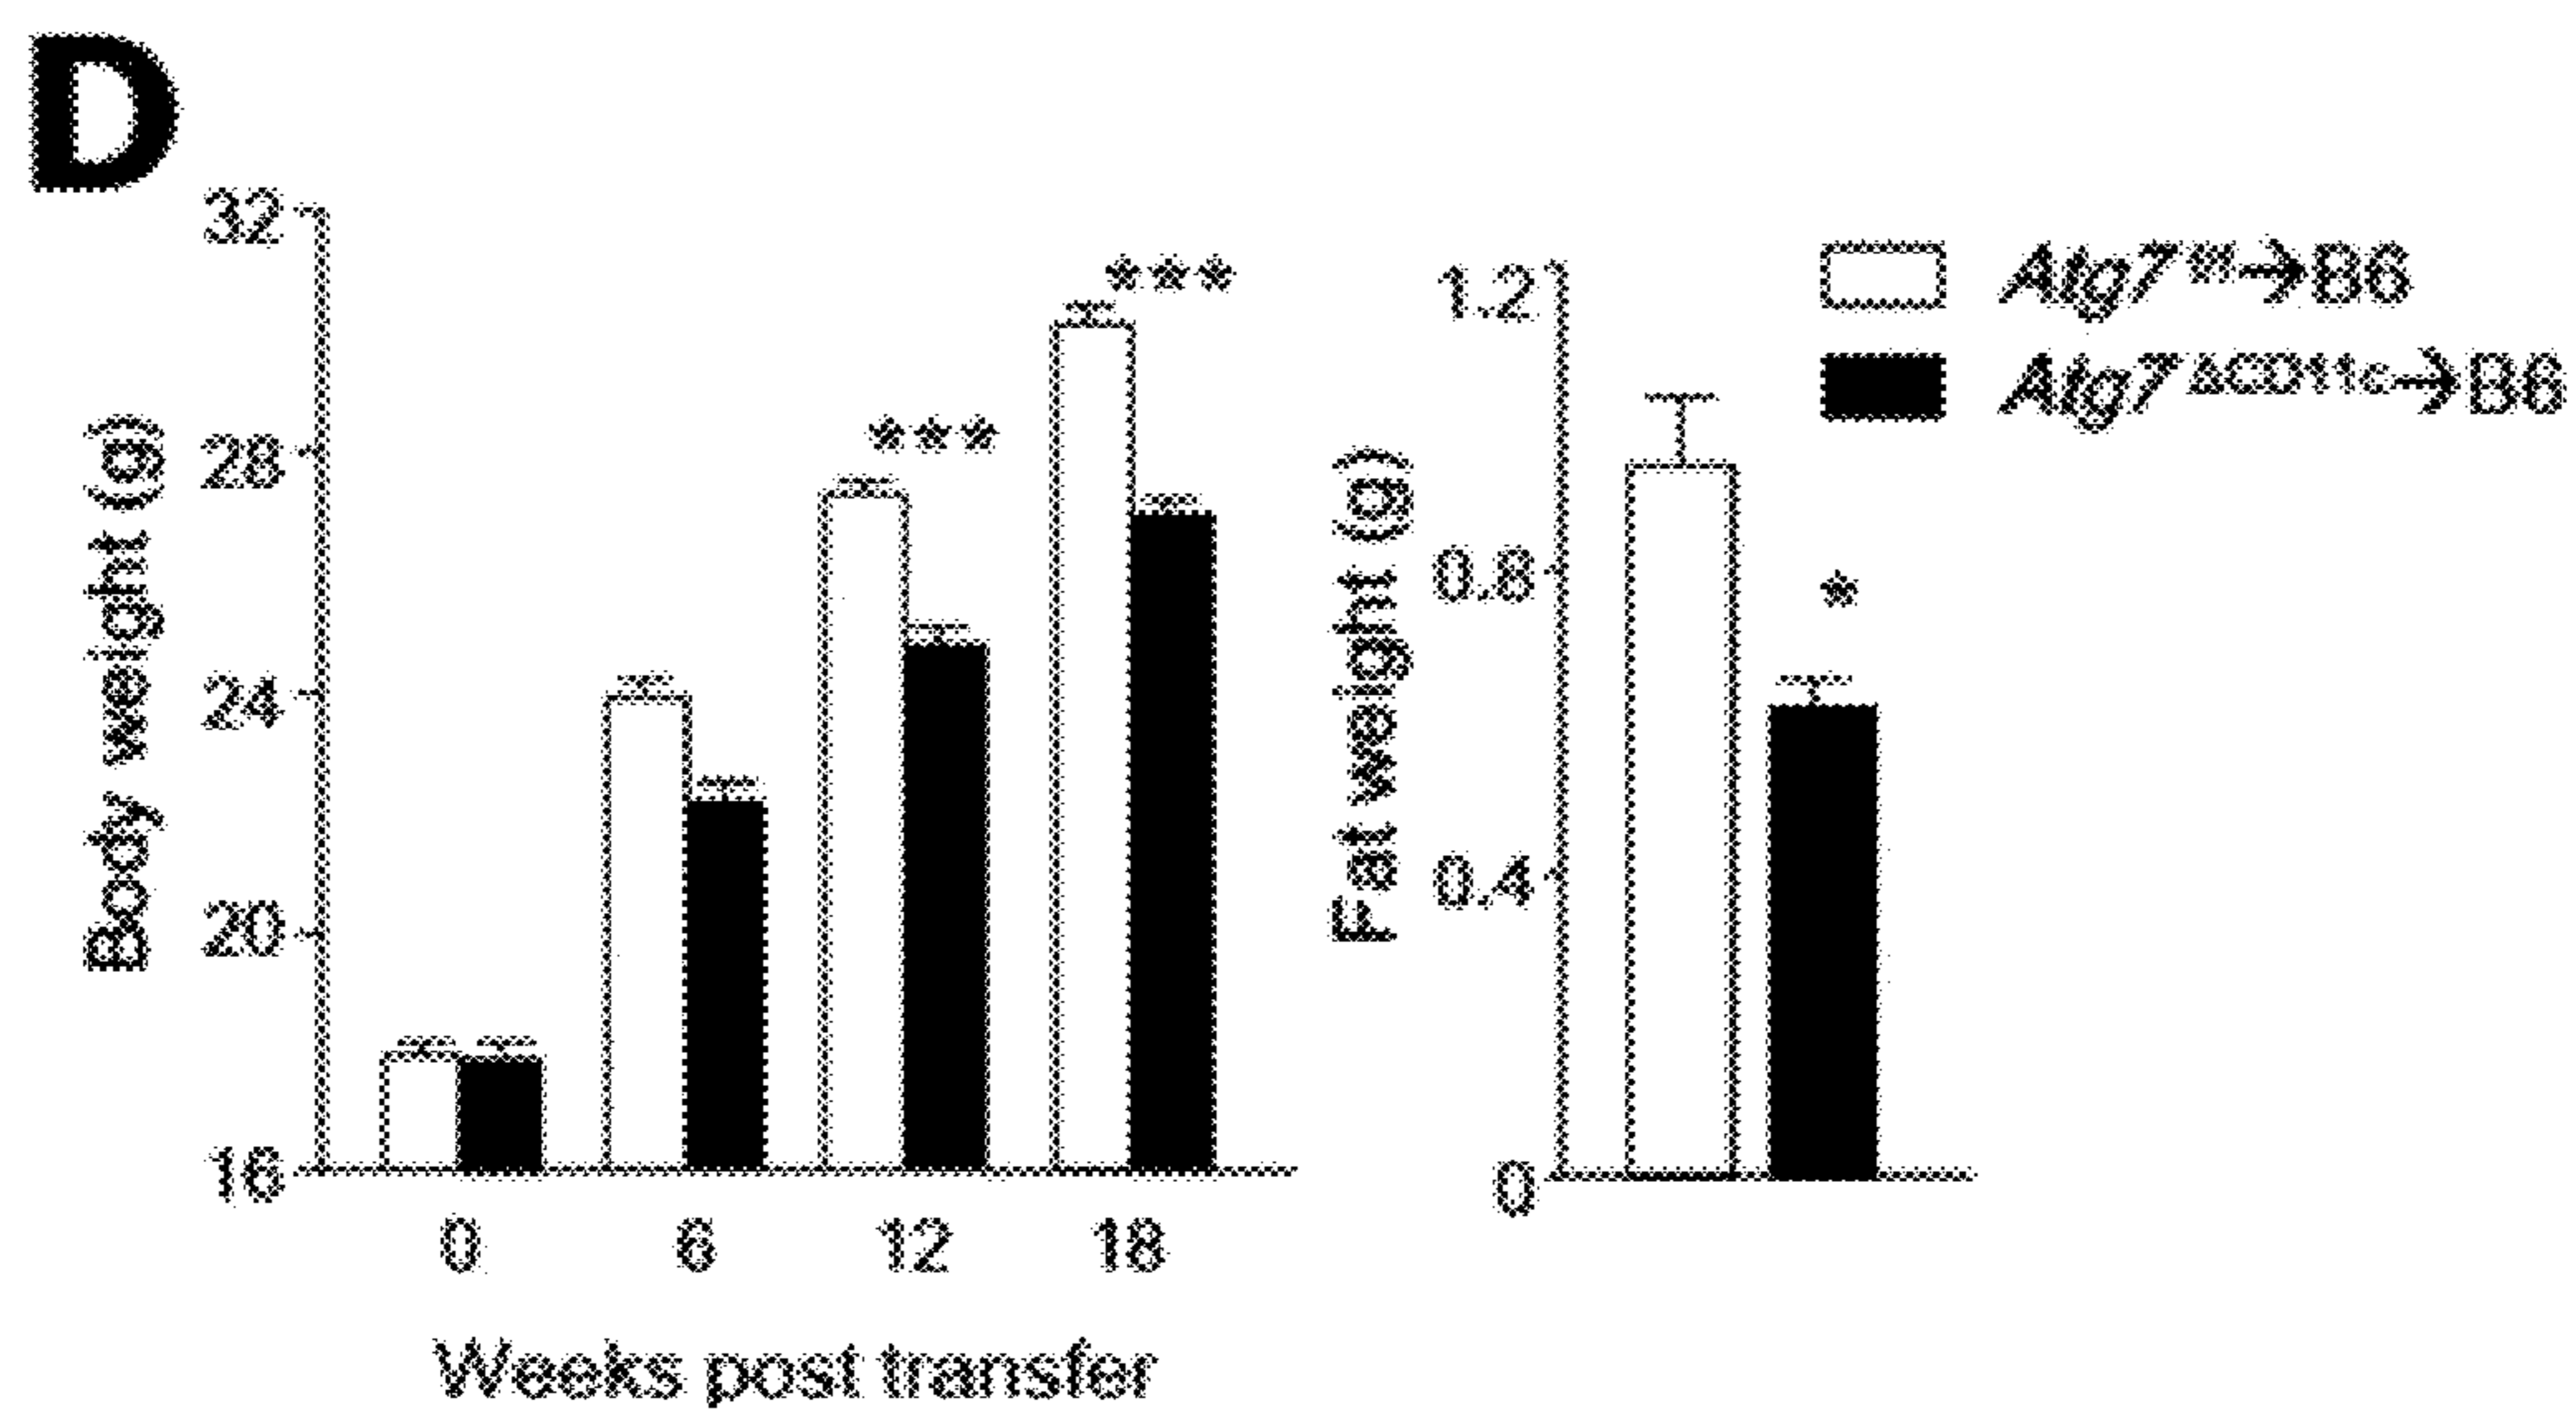 D
32
28
24
20
16
Body weight (g)
***
***
0 6 12 18
Weeks post transfer
1.2
0.8
0.4
0
Fat weight (g)
*
Atg7 →B6
Atg7 ΔCD11c→B6